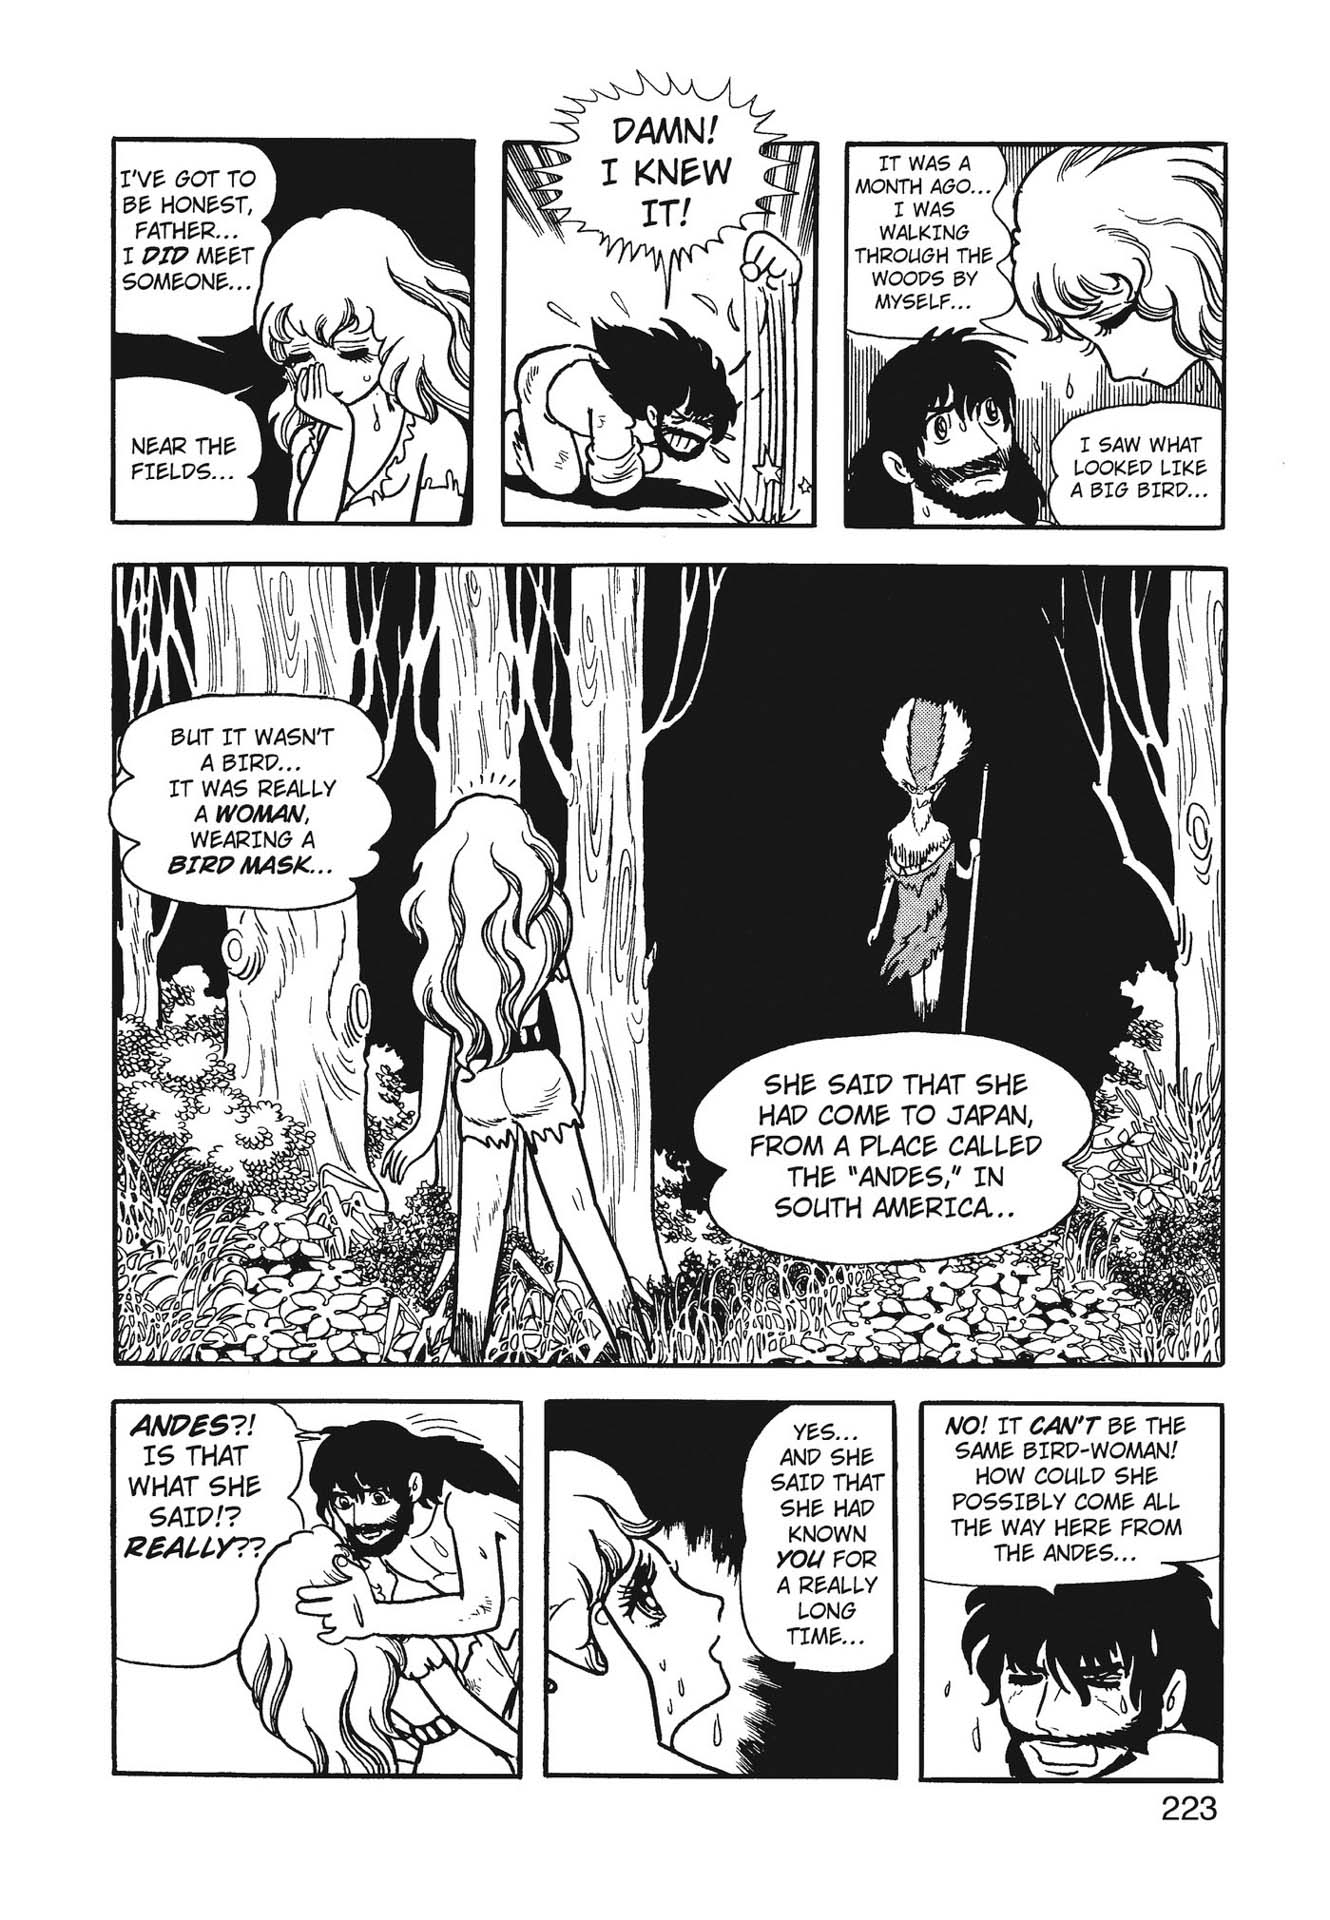 I'VE GOT TO
BE HONEST,
FATHER...
I DID MEET
SOMEONE...
NEAR THE
FIELDS...
DAMN!
I KNEW
IT!
IT WAS A
MONTH AGO...
I WAS
WALKING
THROUGH THE
WOODS BY
MYSELF...
I SAW WHAT
LOOKED LIKE
A BIG BIRD...
BUT IT WASN'T
A BIRD...
IT WAS REALLY
A WOMAN,
WEARING A
BIRD MASK...
SHE SAID THAT SHE
HAD COME TO JAPAN,
FROM A PLACE CALLED
THE "ANDES," IN
SOUTH AMERICA...
ANDES?!
IS THAT
WHAT SHE
SAID!?
REALLY??
YES...
AND SHE
SAID THAT
SHE HAD
KNOWN
YOU FOR
A REALLY
LONG
TIME...
NO! IT CAN'T BE THE
SAME BIRD-WOMAN!
HOW COULD SHE
POSSIBLY COME ALL
THE WAY HERE FROM
THE ANDES...
223